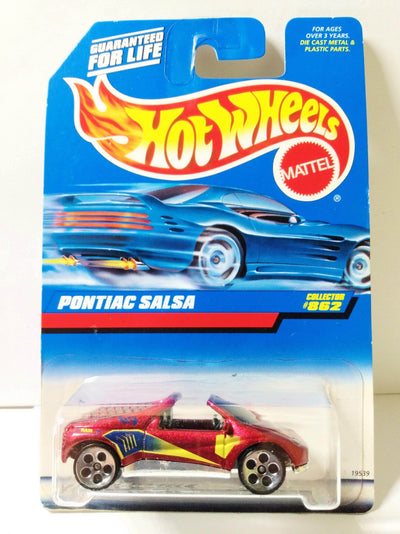 GUARANTEED
FOR LIFE
FOR AGES
OVER 3 YEARS.
DIE CAST METAL &
PLASTIC PARTS.
HOT WHEELS
MATTEL
®
PONTIAC SALSA
COLLECTOR
#862
19539